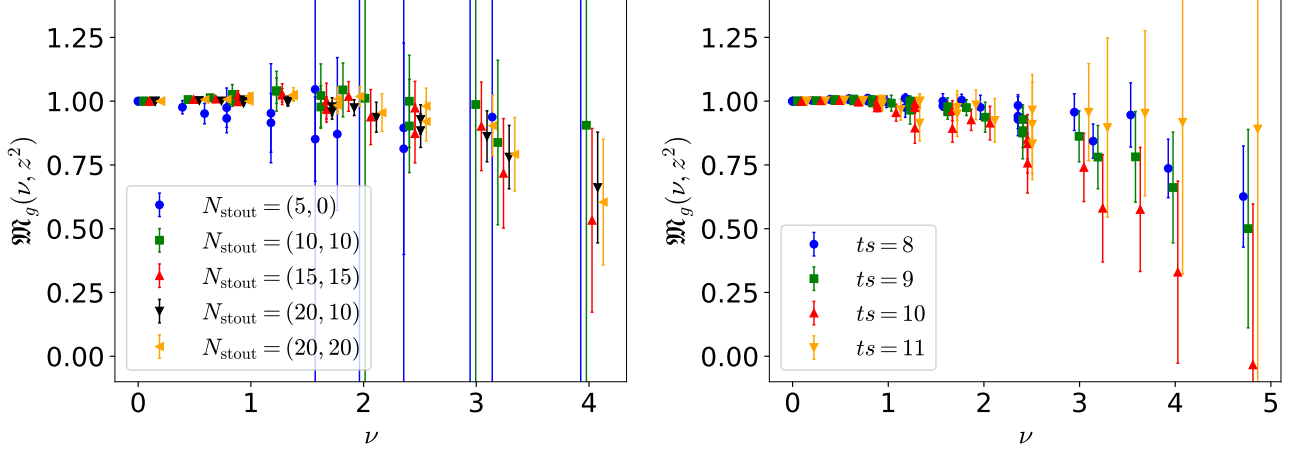 1.25
1.00
0.75
0.50
0.25
0.00
𝔐_g(ν, z²)
N_stout = (5, 0)
N_stout = (10, 10)
N_stout = (15, 15)
N_stout = (20, 10)
N_stout = (20, 20)
0 1 2 3 4
ν
1.25
1.00
0.75
0.50
0.25
0.00
𝔐_g(ν, z²)
ts = 8
ts = 9
ts = 10
ts = 11
0 1 2 3 4 5
ν